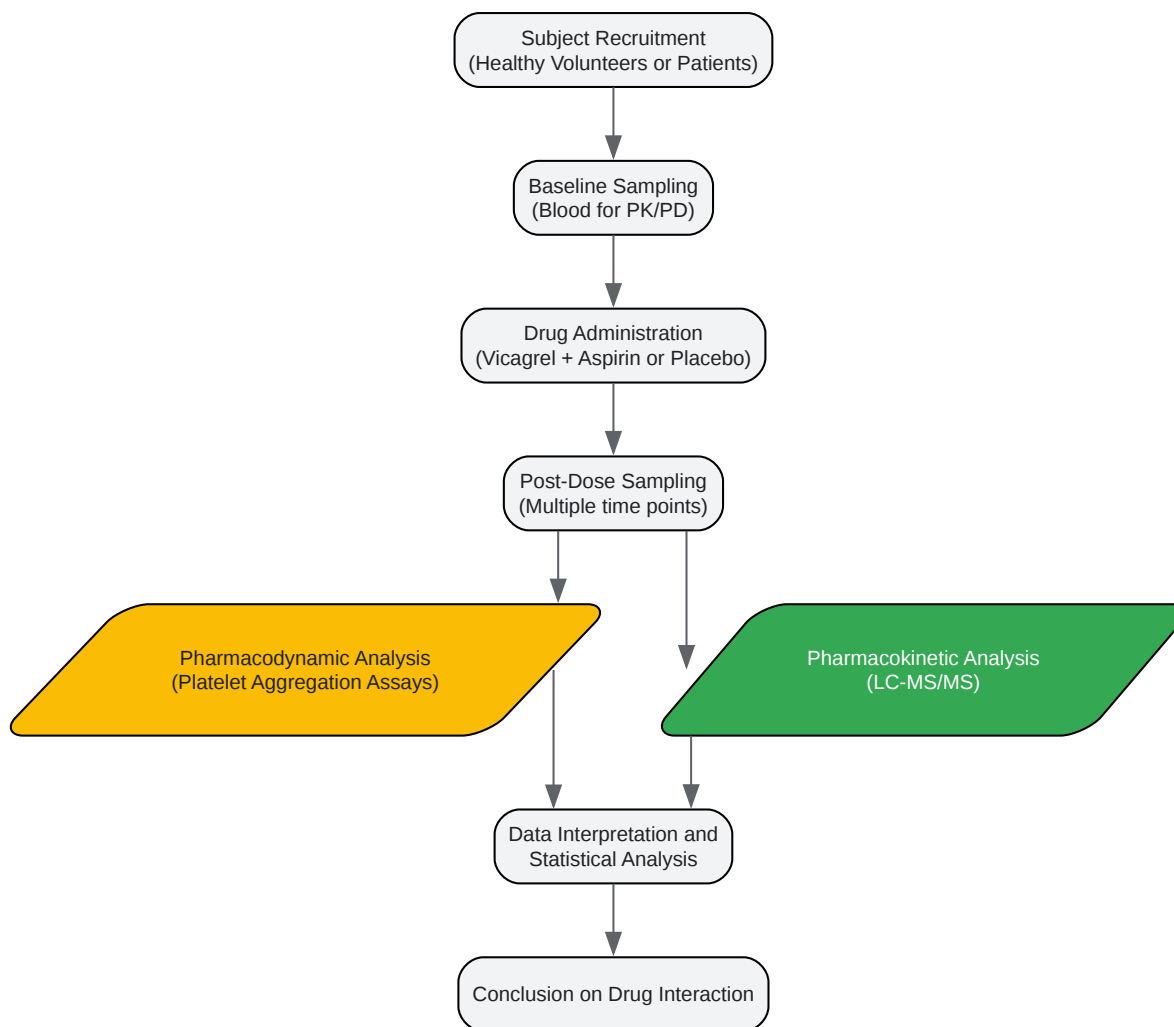 Subject Recruitment
(Healthy Volunteers or Patients)
Baseline Sampling
(Blood for PK/PD)
Drug Administration
(Vicagrel + Aspirin or Placebo)
Post-Dose Sampling
(Multiple time points)
Pharmacodynamic Analysis
(Platelet Aggregation Assays)
Pharmacokinetic Analysis
(LC-MS/MS)
Data Interpretation and
Statistical Analysis
Conclusion on Drug Interaction